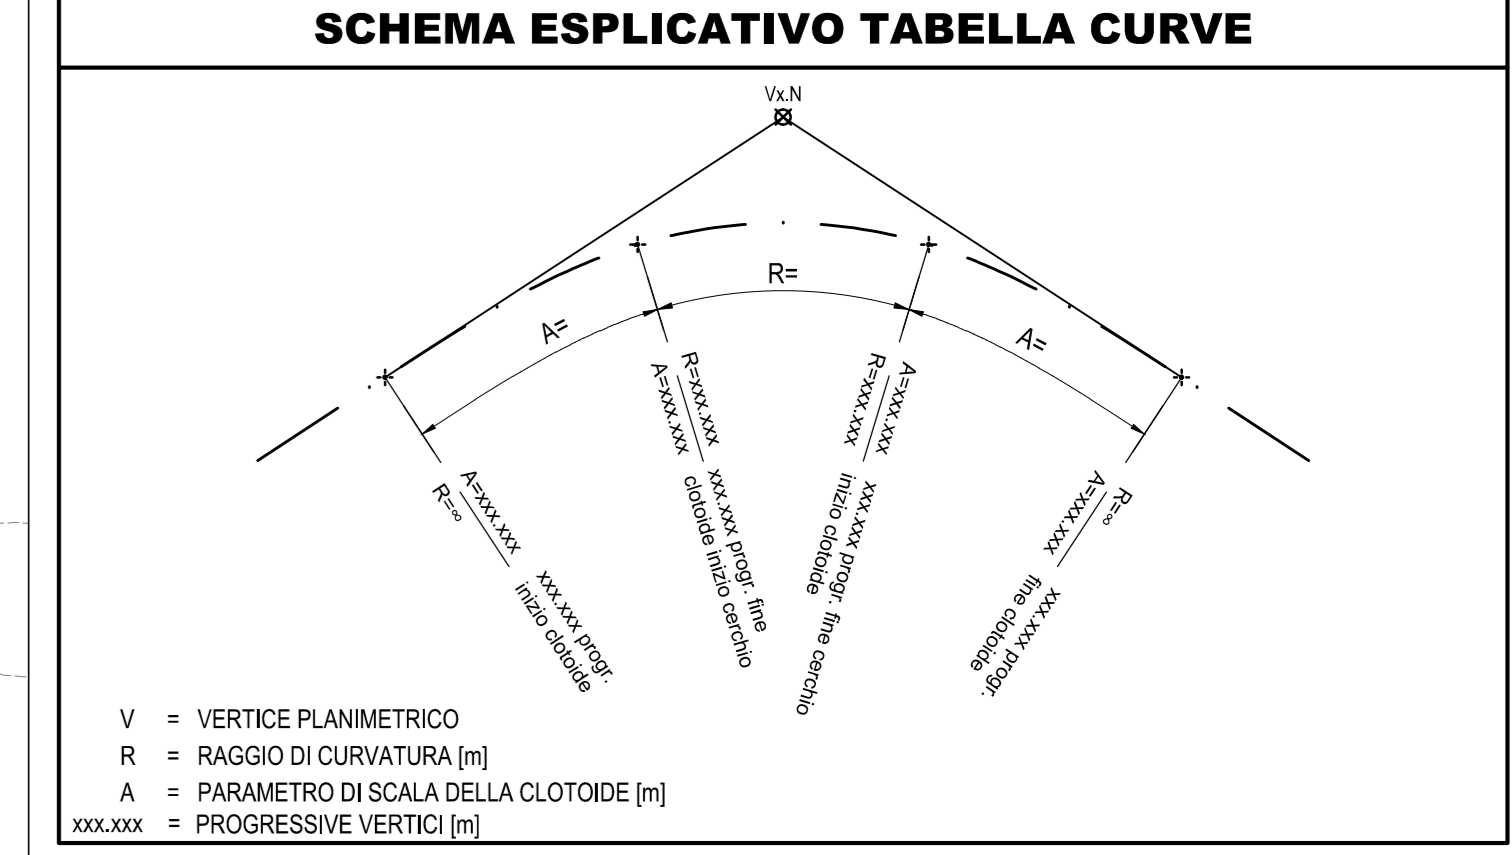 SCHEMA ESPLICATIVO TABELLA CURVE
Vx.N
R=
A=
A=
A=xxx.xxx
R=∞
xxx.xxx progr.
inizio clotoide
R=xxx.xxx
A=xxx.xxx
xxx.xxx progr. fine
clotoide inizio cerchio
A=xxx.xxx
R=xxx.xxx
xxx.xxx progr. fine cerchio
inizio clotoide
R=∞
A=xxx.xxx
xxx.xxx progr.
fine clotoide
V = VERTICE PLANIMETRICO
R = RAGGIO DI CURVATURA [m]
A = PARAMETRO DI SCALA DELLA CLOTOIDE [m]
xxx.xxx = PROGRESSIVE VERTICI [m]